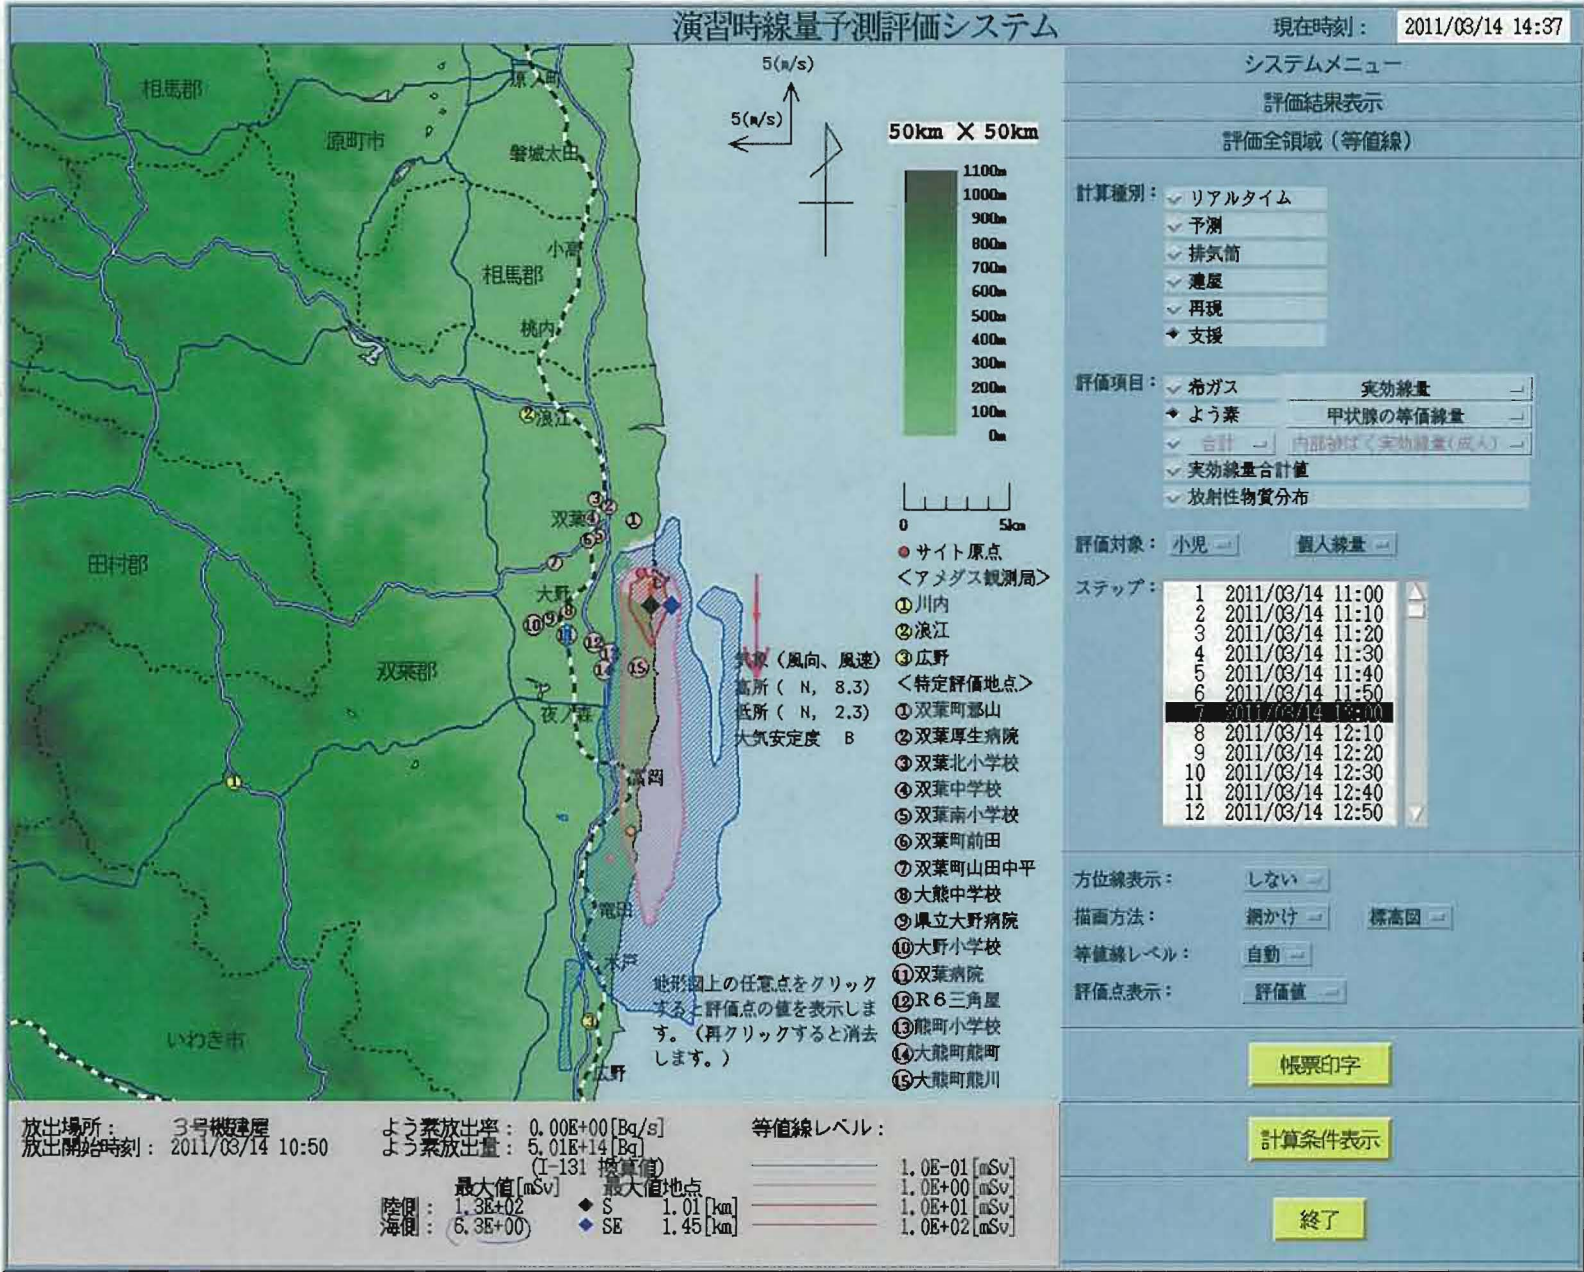 演習時線量予測評価システム
現在時刻： 2011/03/14 14:37
システムメニュー
評価結果表示
評価全領域（等値線）
計算種別：
リアルタイム
予測
排気筒
建屋
再現
支援
評価項目：
希ガス 実効線量
よう素 甲状腺の等価線量
合計 内部被ばく実効線量(成人)
実効線量合計値
放射性物質分布
評価対象： 小児 個人線量
ステップ：
1 2011/03/14 11:00
2 2011/03/14 11:10
3 2011/03/14 11:20
4 2011/03/14 11:30
5 2011/03/14 11:40
6 2011/03/14 11:50
7 2011/03/14 12:00
8 2011/03/14 12:10
9 2011/03/14 12:20
10 2011/03/14 12:30
11 2011/03/14 12:40
12 2011/03/14 12:50
方位線表示： しない
描画方法： 網かけ 標高図
等値線レベル： 自動
評価点表示： 評価値
帳票印字
計算条件表示
終了
5(m/s)
5(m/s)
50km × 50km
1100m
1000m
900m
800m
700m
600m
500m
400m
300m
200m
100m
0m
0 5km
サイト原点
＜アメダス観測局＞
①川内
②浪江
③広野
＜特定評価地点＞
①双葉町郡山
②双葉厚生病院
③双葉北小学校
④双葉中学校
⑤双葉南小学校
⑥双葉町前田
⑦双葉町山田中平
⑧大熊中学校
⑨県立大野病院
⑩大野小学校
⑪双葉病院
⑫R6三角屋
⑬熊町小学校
⑭大熊町熊町
⑮大熊町熊川
気象（風向、風速）
高所（ N, 8.3）
低所（ N, 2.3）
大気安定度 B
地形図上の任意点をクリック
すると評価点の値を表示しま
す。（再クリックすると消去
します。）
相馬郡
原ノ町
原町市
磐城太田
小高
相馬郡
桃内
②浪江
双葉
③
②
④
①
⑥
⑦
田村郡
大野
⑧
⑨
⑩
⑪
⑫
⑬
⑭
⑮
双葉郡
夜ノ森
富岡
①
竜田
木戸
③
いわき市
広野
放出場所： 3号機建屋
放出開始時刻： 2011/03/14 10:50
よう素放出率： 0.00E+00[Bq/s]
よう素放出量： 5.01E+14[Bq]
(I-131 換算値)
最大値[mSv] 最大値地点
陸側： 1.3E+02 ◆ S 1.01[km]
海側： 6.3E+00 ◆ SE 1.45[km]
等値線レベル：
1.0E-01[mSv]
1.0E+00[mSv]
1.0E+01[mSv]
1.0E+02[mSv]